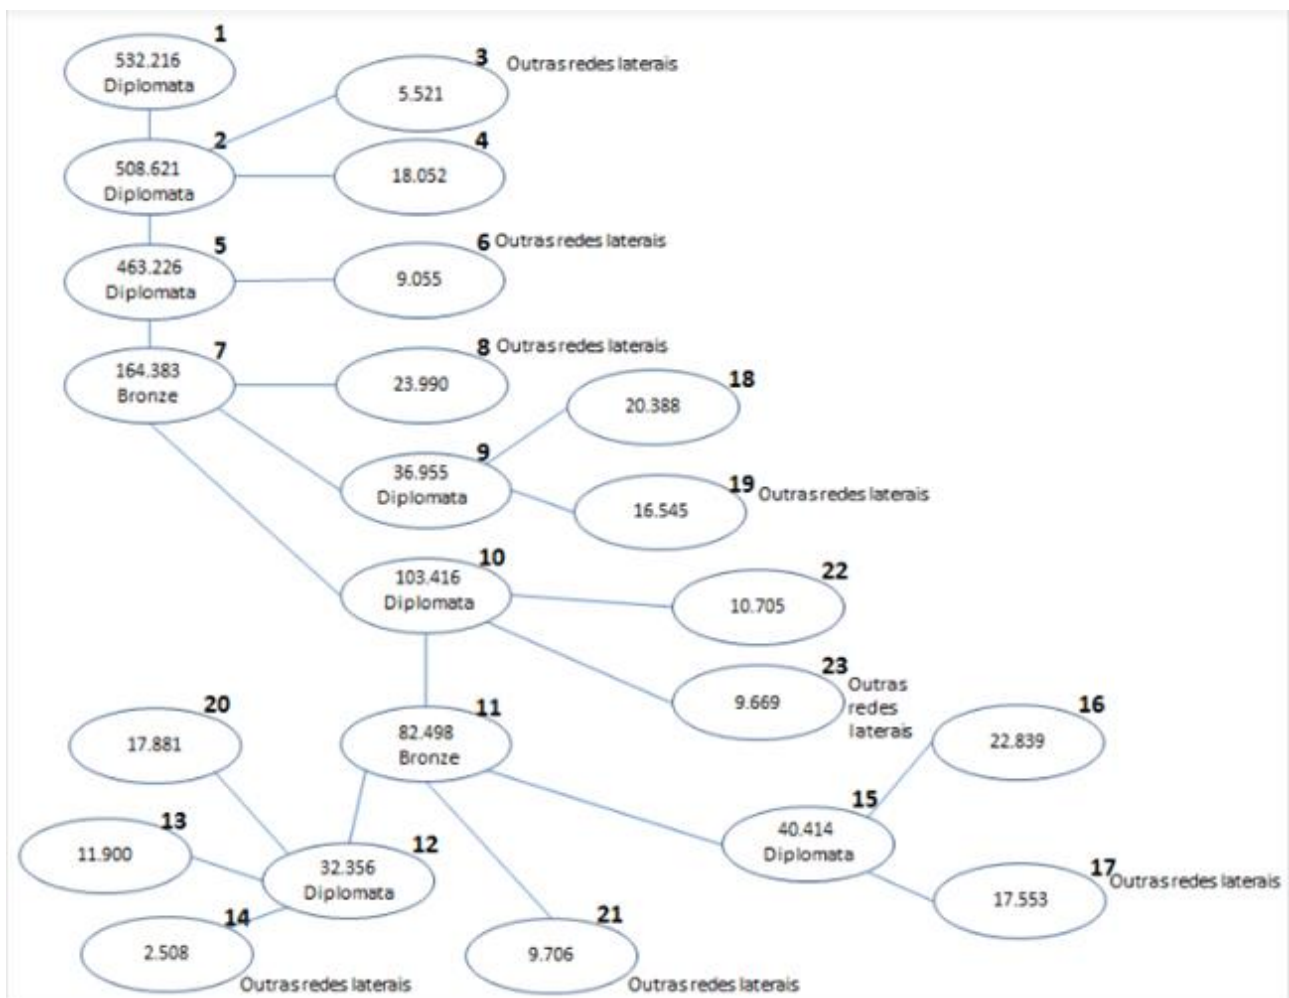 1
532.216
Diplomata
3
Outras redes laterais
5.521
2
508.621
Diplomata
4
18.052
5
463.226
Diplomata
6
Outras redes laterais
9.055
7
164.383
Bronze
8
Outras redes laterais
23.990
18
20.388
9
36.955
Diplomata
19
Outras redes laterais
16.545
10
103.416
Diplomata
22
10.705
23
Outras
redes
laterais
9.669
20
17.881
11
82.498
Bronze
16
22.839
15
40.414
Diplomata
13
11.900
12
32.356
Diplomata
17
Outras redes laterais
17.553
14
2.508
Outras redes laterais
21
9.706
Outras redes laterais